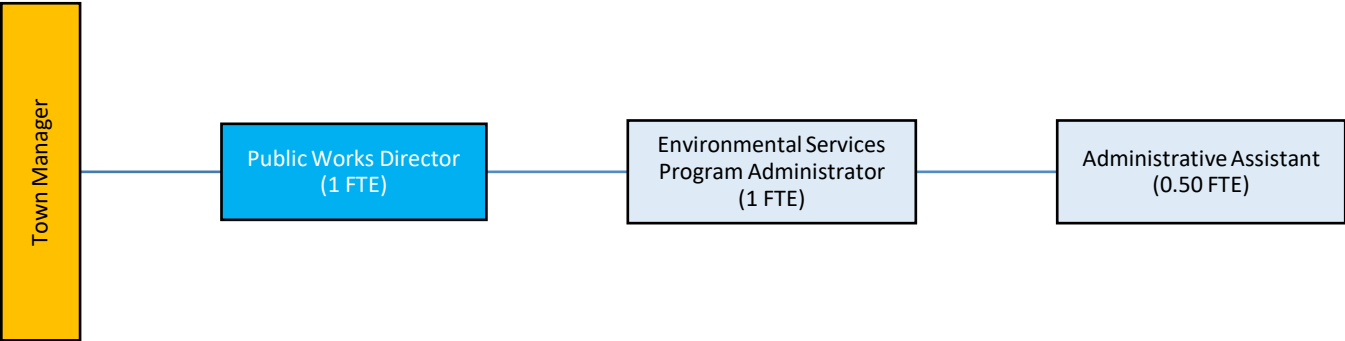 Town Manager
Public Works Director
(1 FTE)
Environmental Services
Program Administrator
(1 FTE)
Administrative Assistant
(0.50 FTE)